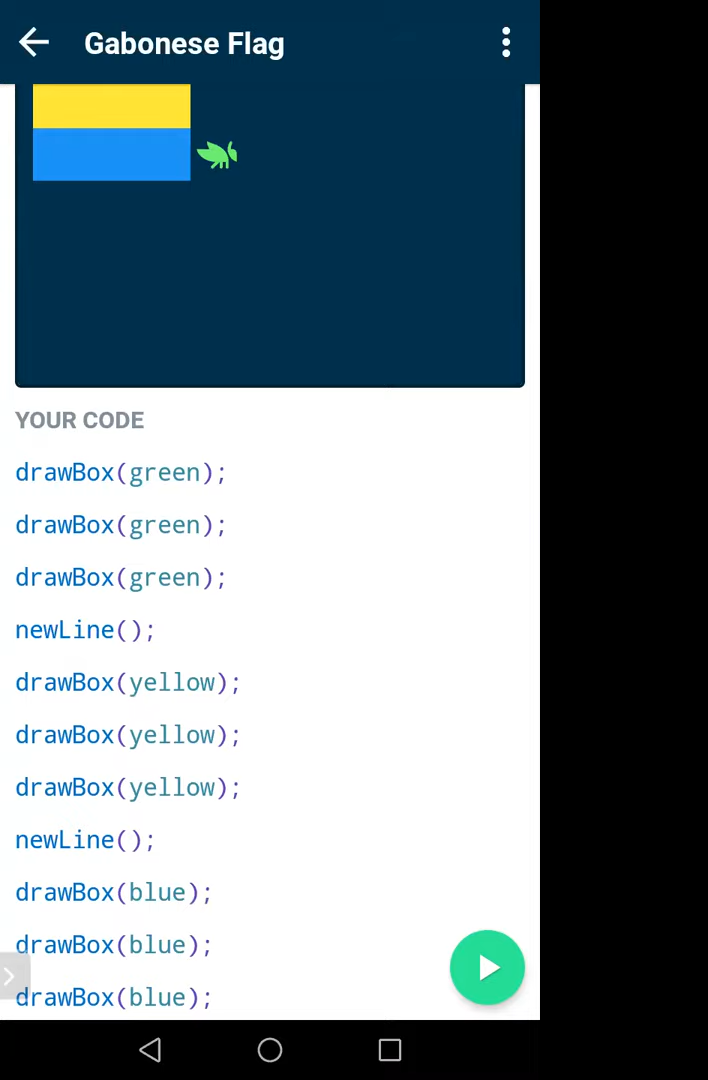 Gabonese Flag
YOUR CODE
drawBox(green);
drawBox(green);
drawBox(green);
newLine();
drawBox(yellow);
drawBox(yellow);
drawBox(yellow);
newLine();
drawBox(blue);
drawBox(blue);
drawBox(blue);